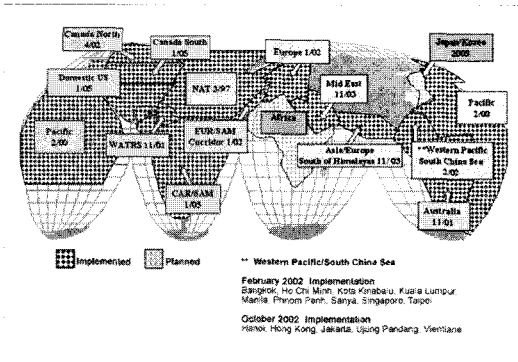 Canada North
4/02
Canada South
1/05
Europe 1/02
Japan/Korea
2005
Domestic US
1/05
NAT 3/97
Mid East
11/03
Pacific
2/00
Pacific
2/00
WATRS 11/01
EUR/SAM
Corridor 1/02
Africa
Asia/Europe
South of Himalayas 11/03
**Western Pacific
South China Sea
2/02
CAR/SAM
1/05
Australia
11/01
Implemented
Planned
** Western Pacific/South China Sea
February 2002 Implementation
Bangkok, Ho Chi Minh, Kota Kinabalu, Kuala Lumpur,
Manila, Phnom Penh, Sanya, Singapore, Taipei
October 2002 Implementation
Hanoi, Hong Kong, Jakarta, Ujung Pandang, Vientiane